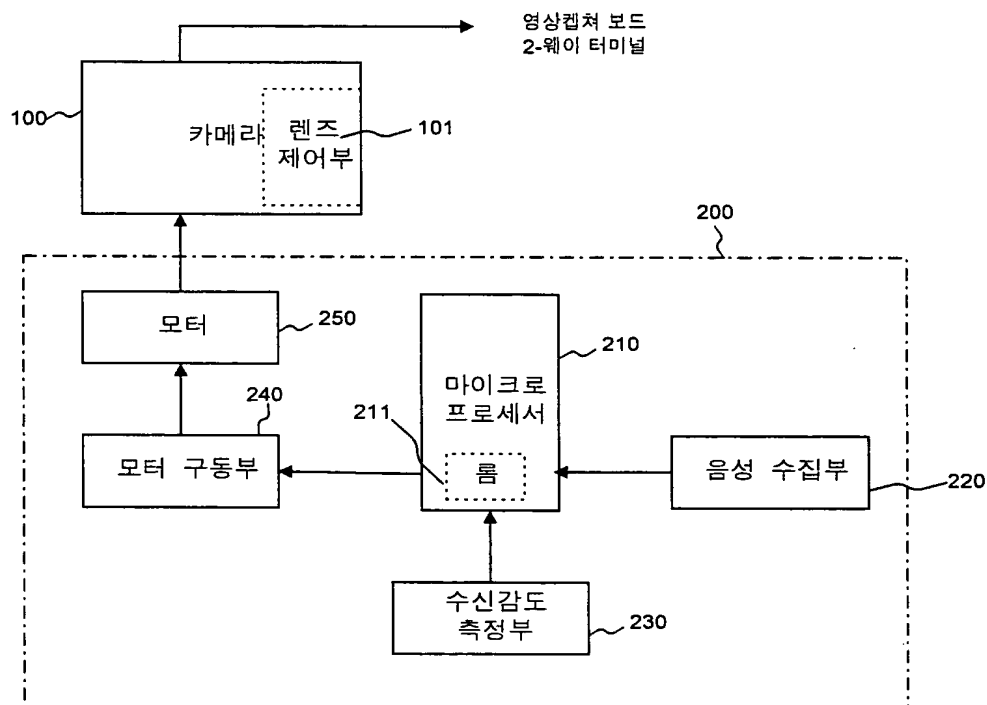 영상켑쳐 보드
2-웨이 터미널
100
카메라
렌즈
제어부
101
200
모터
250
210
마이크로
프로세서
240
211
모터 구동부
롬
음성 수집부
220
수신감도
측정부
230